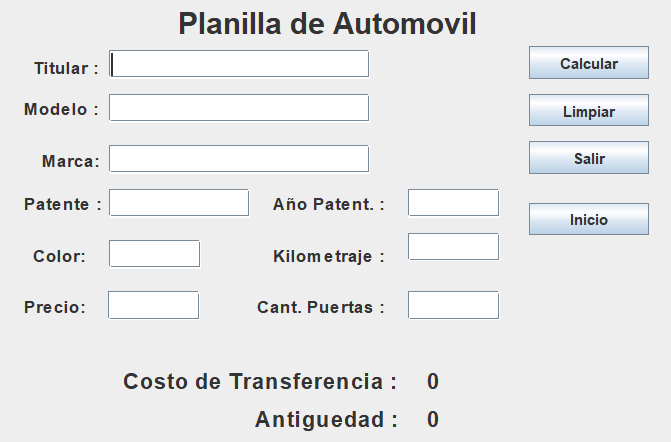 Planilla de Automovil
Titular :
Calcular
Modelo :
Limpiar
Marca:
Salir
Patente :
Año Patent. :
Inicio
Color:
Kilometraje :
Precio:
Cant. Puertas :
Costo de Transferencia : 0
Antiguedad : 0